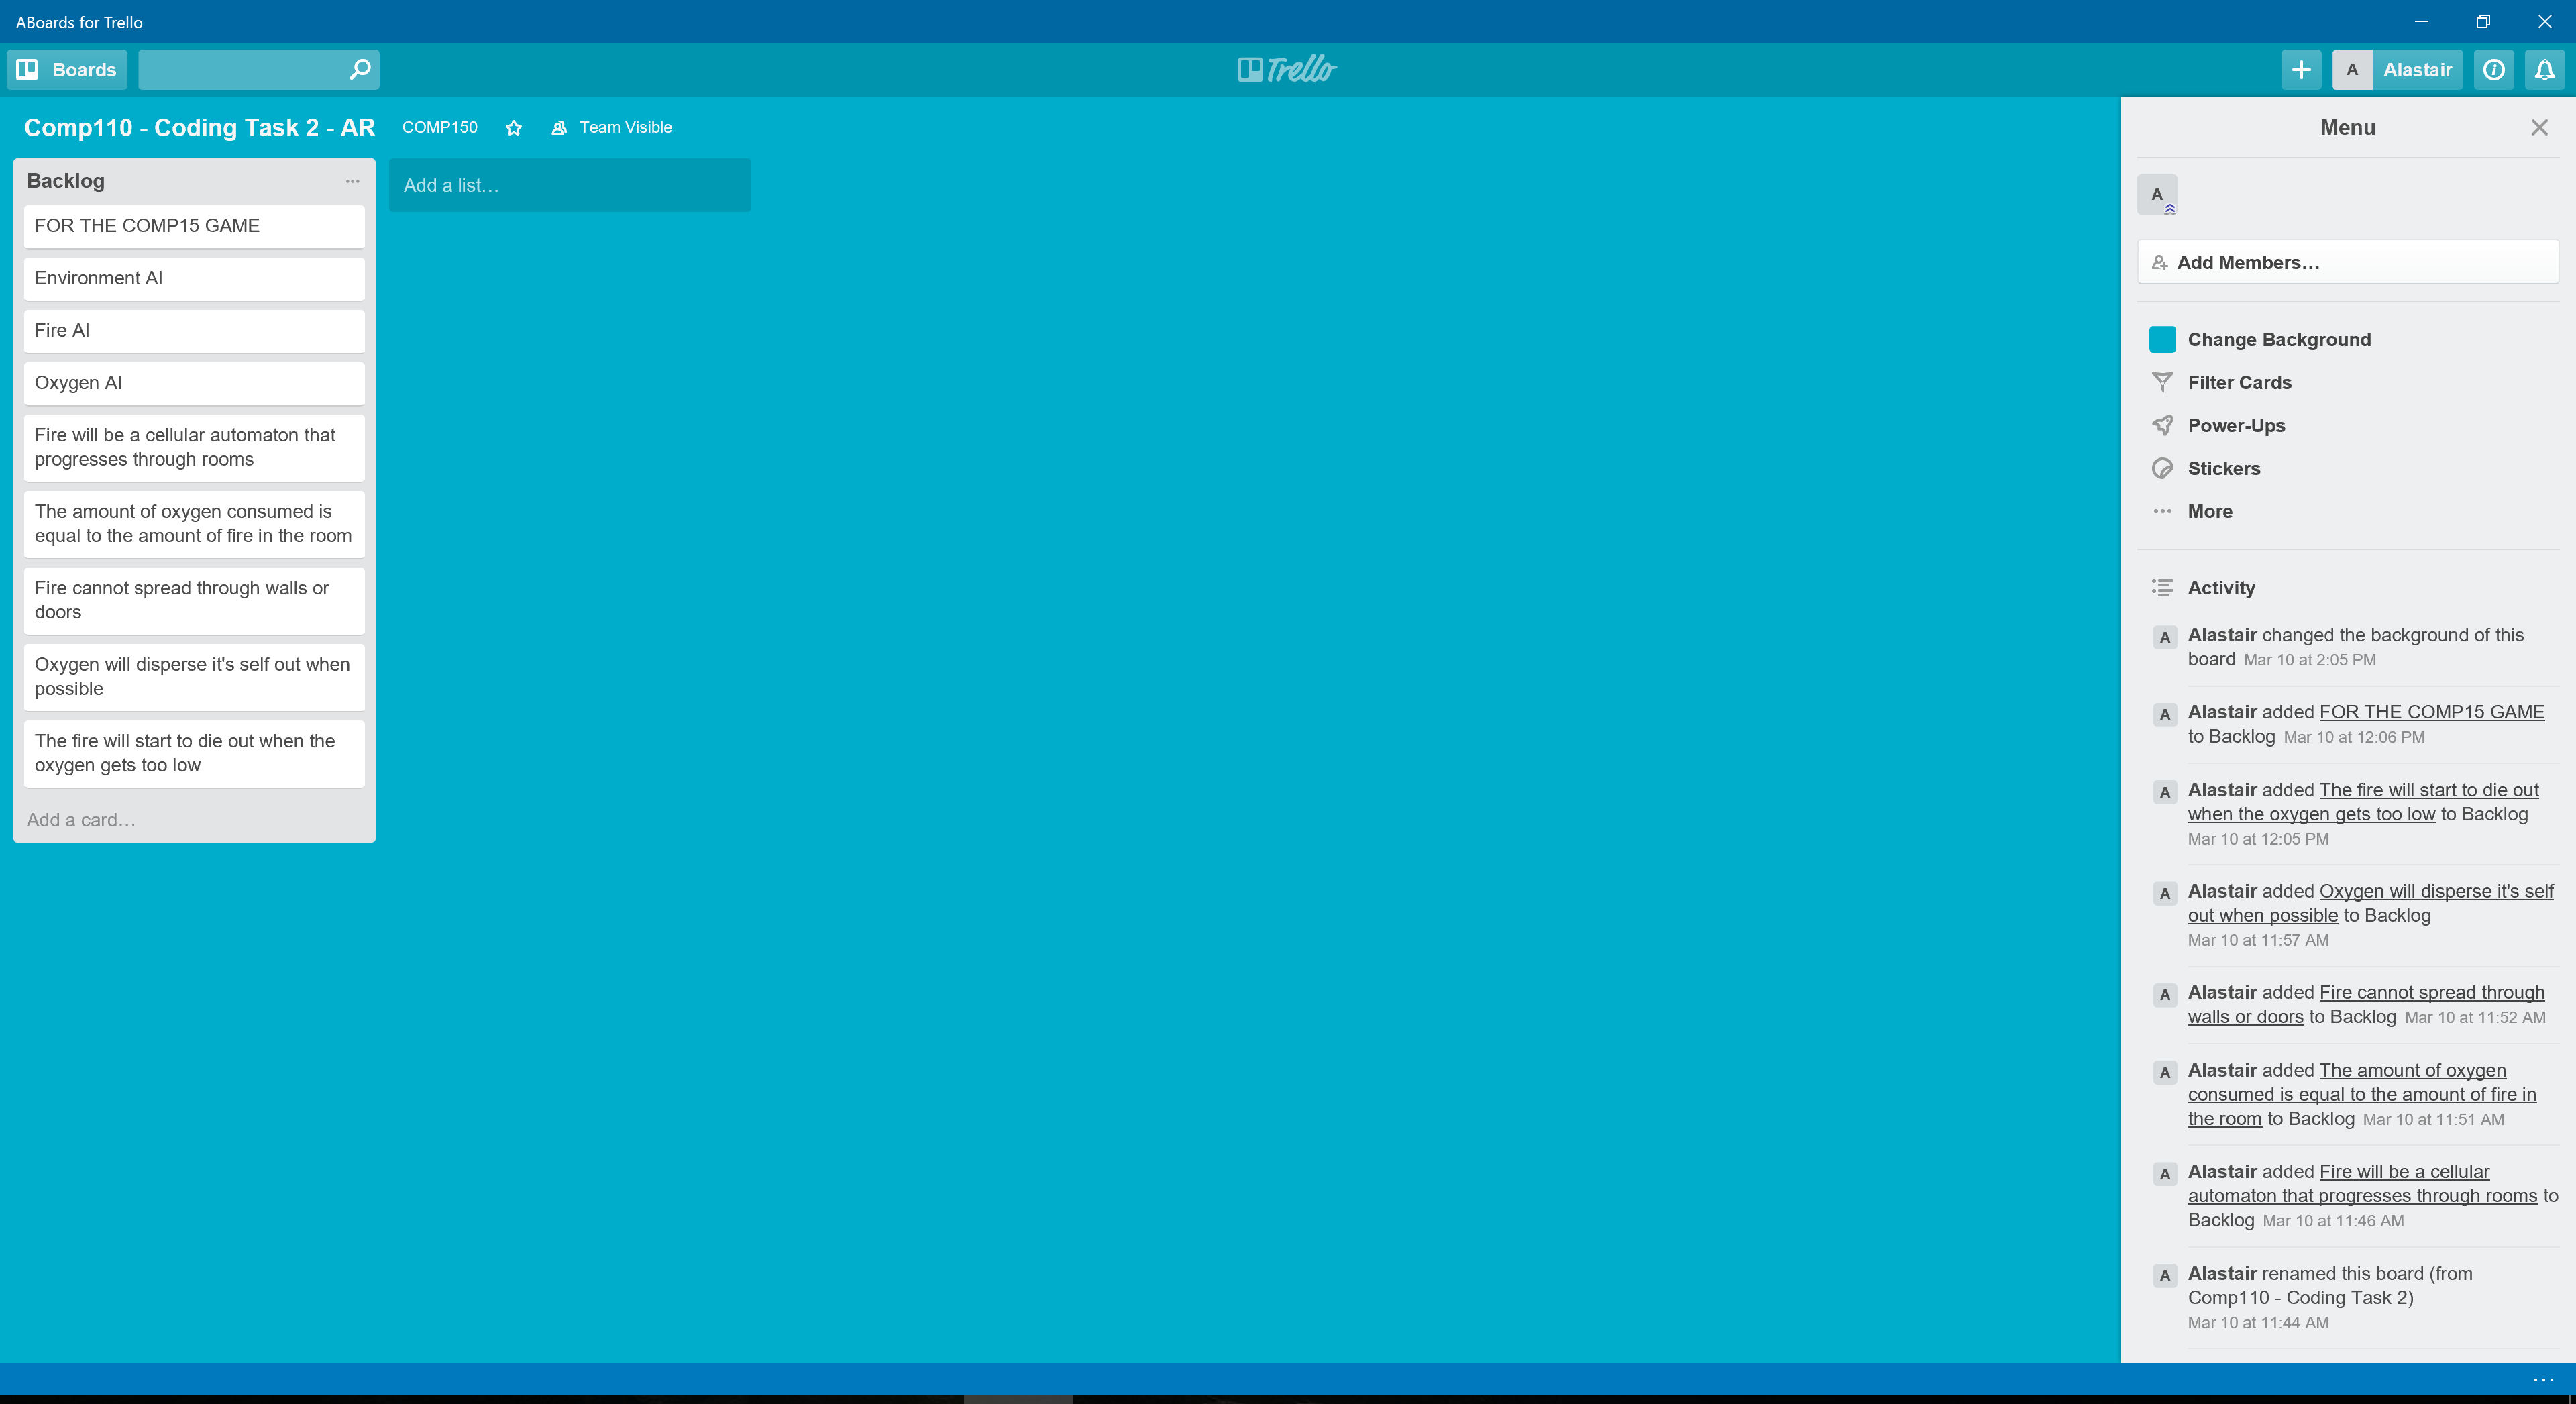 ABoards for Trello
Boards
Trello
A Alastair
Comp110 - Coding Task 2 - AR COMP150 Team Visible
Backlog
FOR THE COMP15 GAME
Environment AI
Fire AI
Oxygen AI
Fire will be a cellular automaton that
progresses through rooms
The amount of oxygen consumed is
equal to the amount of fire in the room
Fire cannot spread through walls or
doors
Oxygen will disperse it's self out when
possible
The fire will start to die out when the
oxygen gets too low
Add a card…
Add a list…
Menu
A
Add Members…
Change Background
Filter Cards
Power-Ups
Stickers
More
Activity
A Alastair changed the background of this
board Mar 10 at 2:05 PM
A Alastair added FOR THE COMP15 GAME
to Backlog Mar 10 at 12:06 PM
A Alastair added The fire will start to die out
when the oxygen gets too low to Backlog
Mar 10 at 12:05 PM
A Alastair added Oxygen will disperse it's self
out when possible to Backlog
Mar 10 at 11:57 AM
A Alastair added Fire cannot spread through
walls or doors to Backlog Mar 10 at 11:52 AM
A Alastair added The amount of oxygen
consumed is equal to the amount of fire in
the room to Backlog Mar 10 at 11:51 AM
A Alastair added Fire will be a cellular
automaton that progresses through rooms to
Backlog Mar 10 at 11:46 AM
A Alastair renamed this board (from
Comp110 - Coding Task 2)
Mar 10 at 11:44 AM